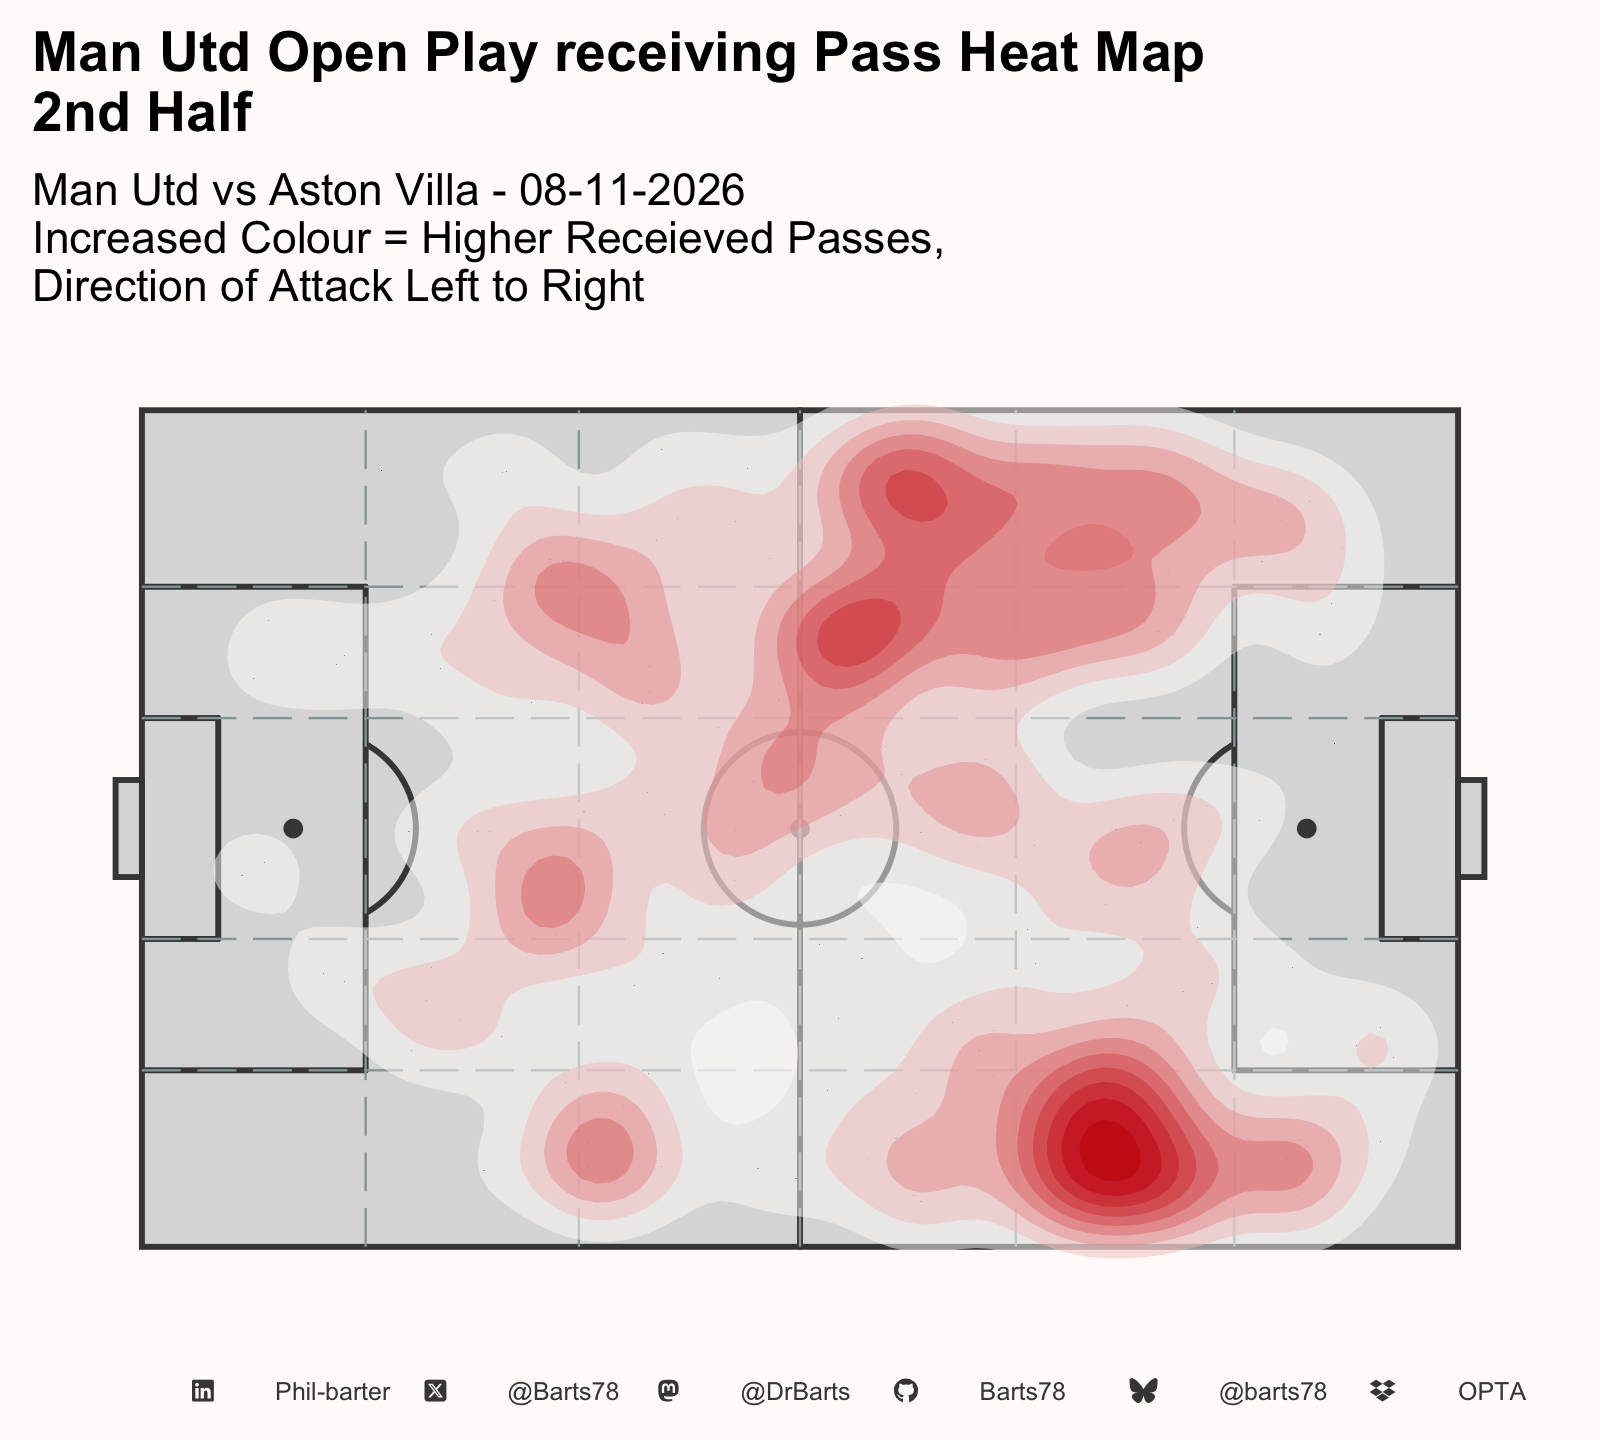 Man Utd Open Play receiving Pass Heat Map
2nd Half
Man Utd vs Aston Villa - 08-11-2026
Increased Colour = Higher Receieved Passes,
Direction of Attack Left to Right
Phil-barter @Barts78 @DrBarts Barts78 @barts78 OPTA